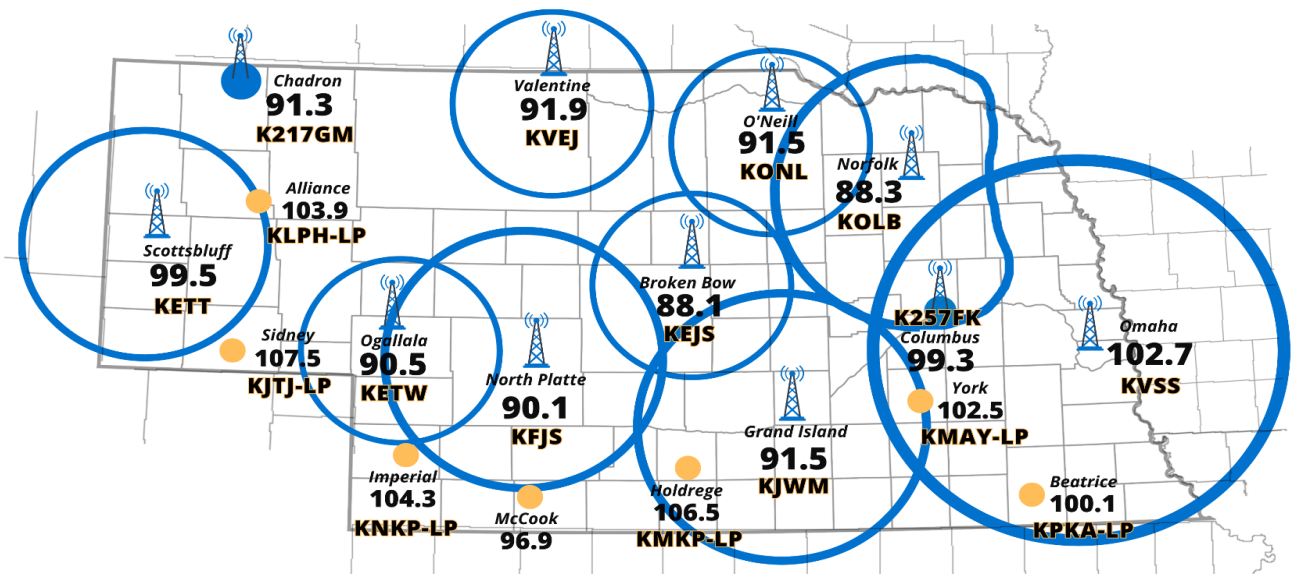 Chadron
91.3
K217GM
Valentine
91.9
KVEJ
O'Neill
91.5
KONL
Norfolk
88.3
KOLB
Alliance
103.9
KLPH-LP
Scottsbluff
99.5
KETT
Broken Bow
88.1
KEJS
K257FK
Columbus
99.3
Omaha
102.7
KVSS
Sidney
107.5
KJTJ-LP
Ogallala
90.5
KETW
North Platte
90.1
KFJS
York
102.5
KMAY-LP
Grand Island
91.5
KJWM
Imperial
104.3
KNKP-LP
McCook
96.9
Holdrege
106.5
KMKP-LP
Beatrice
100.1
KPKA-LP